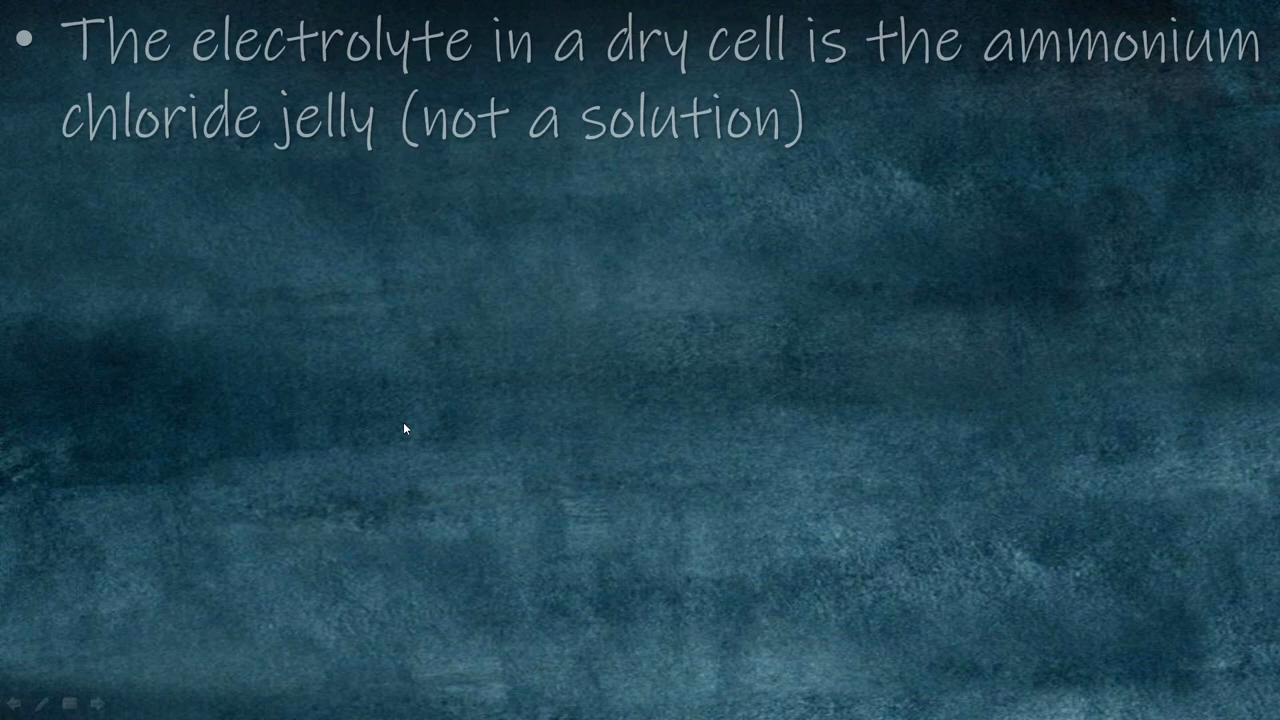 • The electrolyte in a dry cell is the ammonium
chloride jelly (not a solution)